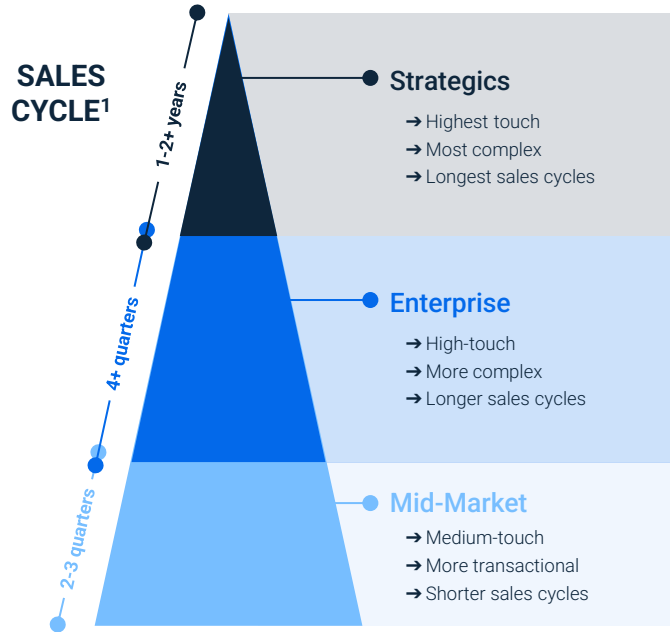 SALES
CYCLE¹
1-2+ years
Strategics
➔ Highest touch
➔ Most complex
➔ Longest sales cycles
4+ quarters
Enterprise
➔ High-touch
➔ More complex
➔ Longer sales cycles
2-3 quarters
Mid-Market
➔ Medium-touch
➔ More transactional
➔ Shorter sales cycles